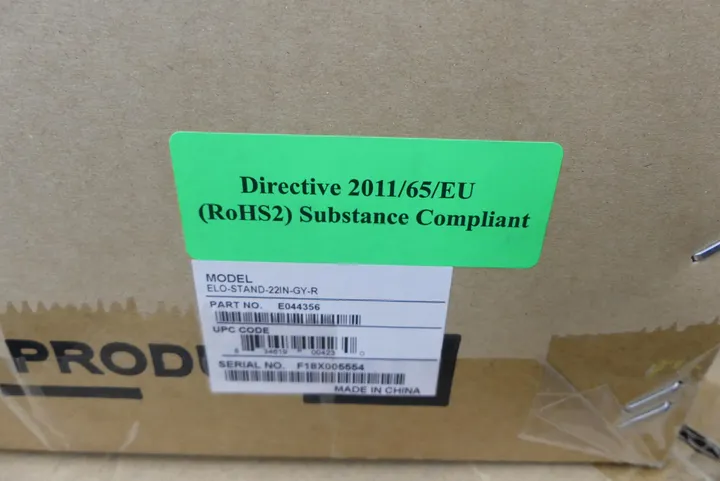 Directive 2011/65/EU
(RoHS2) Substance Compliant
MODEL
ELO-STAND-22IN-GY-R
PART NO. E044356
UPC CODE
SERIAL NO. F18X005554
MADE IN CHINA
PRODU